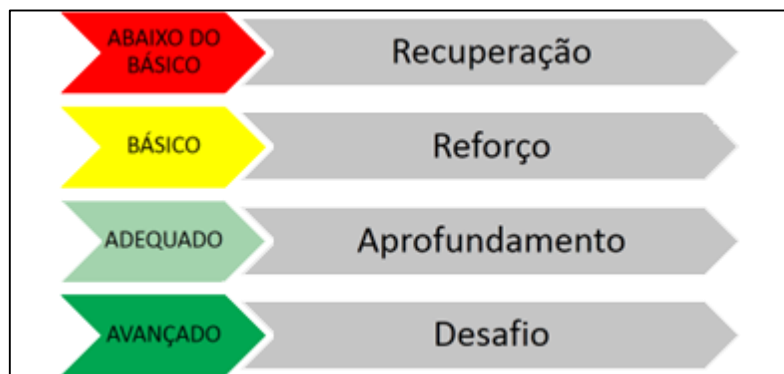 ABAIXO DO
BÁSICO
Recuperação
BÁSICO
Reforço
ADEQUADO
Aprofundamento
AVANÇADO
Desafio